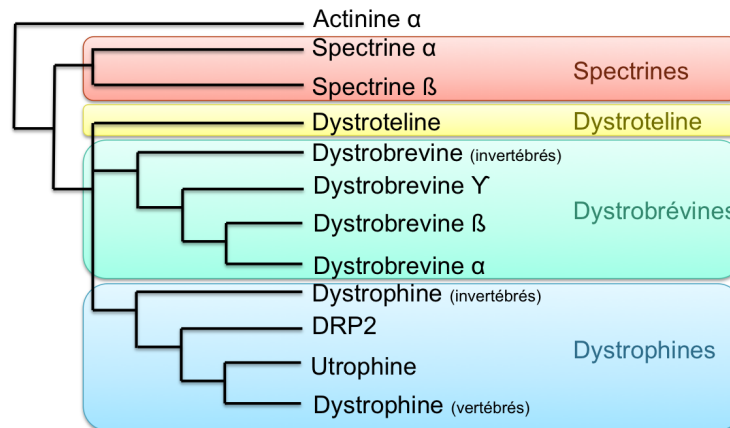 Actinine α
Spectrine α
Spectrines
Spectrine ß
Dystroteline
Dystroteline
Dystrobrevine (invertébrés)
Dystrobrevine ϒ
Dystrobrévines
Dystrobrevine ß
Dystrobrevine α
Dystrophine (invertébrés)
DRP2
Dystrophines
Utrophine
Dystrophine (vertébrés)